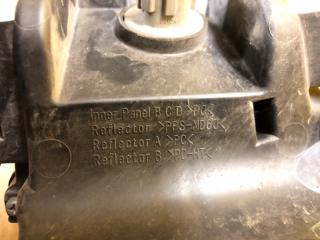 Inner Panel B C D >PC<
Reflector >PPS-MD60<
Reflector A >PC<
Reflector B >PC-HT<